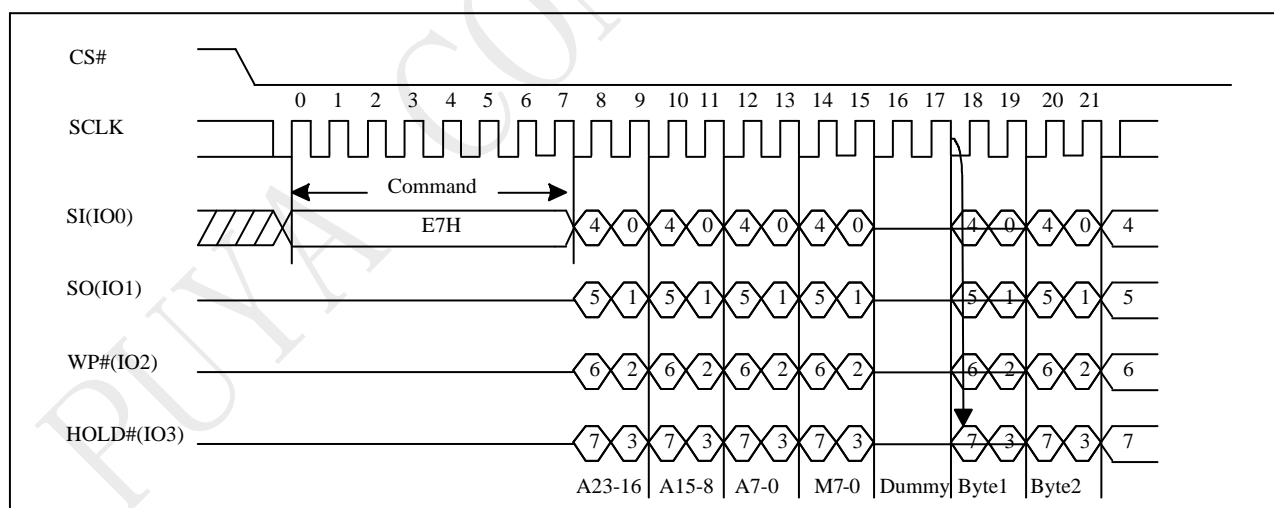 CS#
0 1 2 3 4 5 6 7 8 9 10 11 12 13 14 15 16 17 18 19 20 21
SCLK
Command
SI(IO0) E7H 4 0 4 0 4 0 4 0 4 0 4 0 4
SO(IO1) 5 1 5 1 5 1 5 1 5 1 5 1 5
WP#(IO2) 6 2 6 2 6 2 6 2 6 2 6 2 6
HOLD#(IO3) 7 3 7 3 7 3 7 3 7 3 7 3 7
A23-16 A15-8 A7-0 M7-0 Dummy Byte1 Byte2
PUYA CON